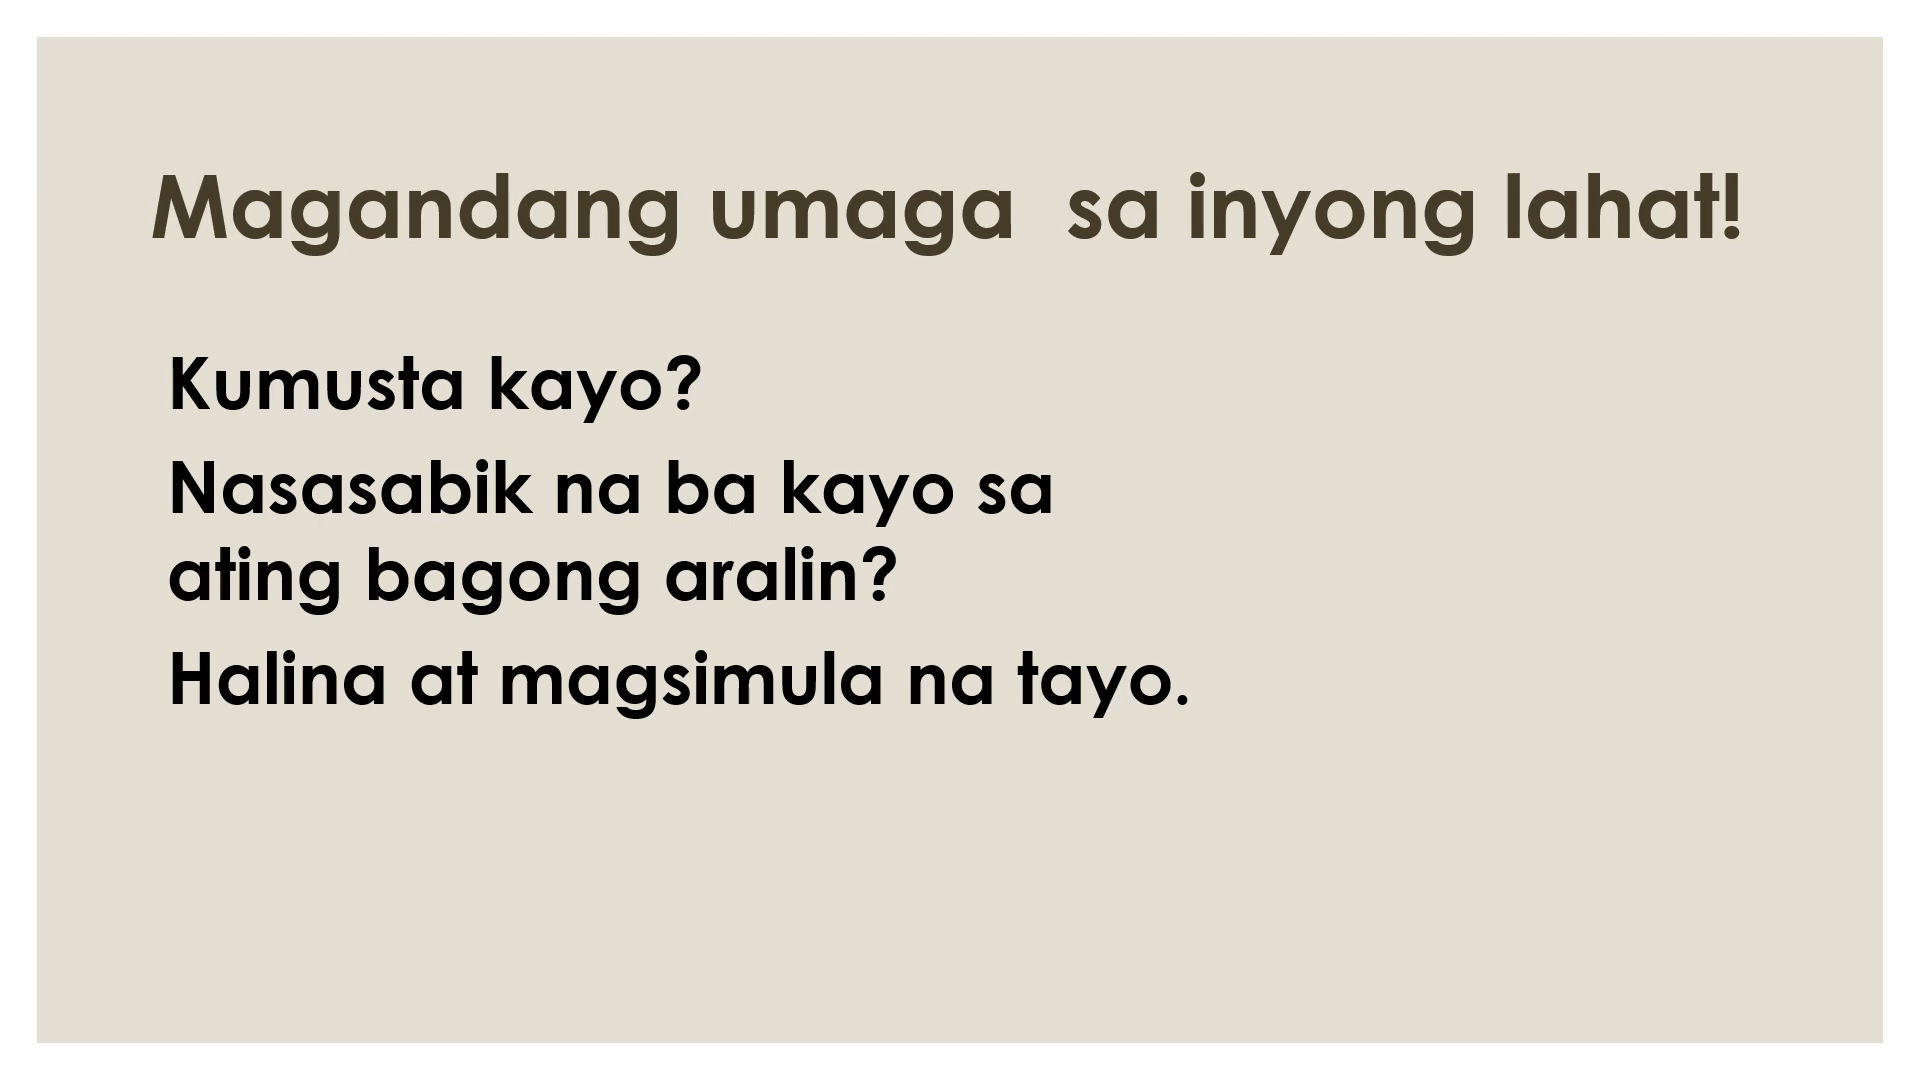 Magandang umaga  sa inyong lahat!
Kumusta kayo?
Nasasabik na ba kayo sa
ating bagong aralin?
Halina at magsimula na tayo.